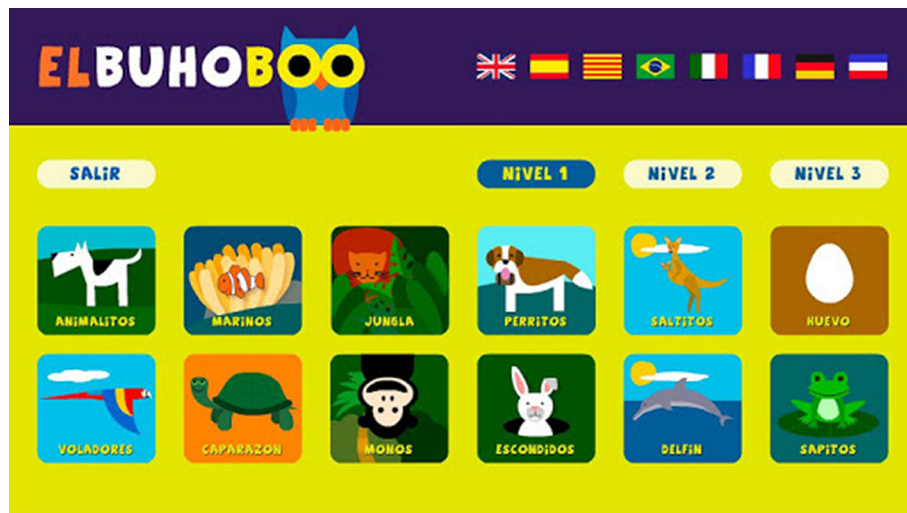 ELBUHOBOO
SALIR
NIVEL 1
NIVEL 2
NIVEL 3
ANIMALITOS
MARINOS
JUNGLA
PERRITOS
SALTITOS
HUEVO
VOLADORES
CAPARAZON
MONOS
ESCONDIDOS
DELFIN
SAPITOS